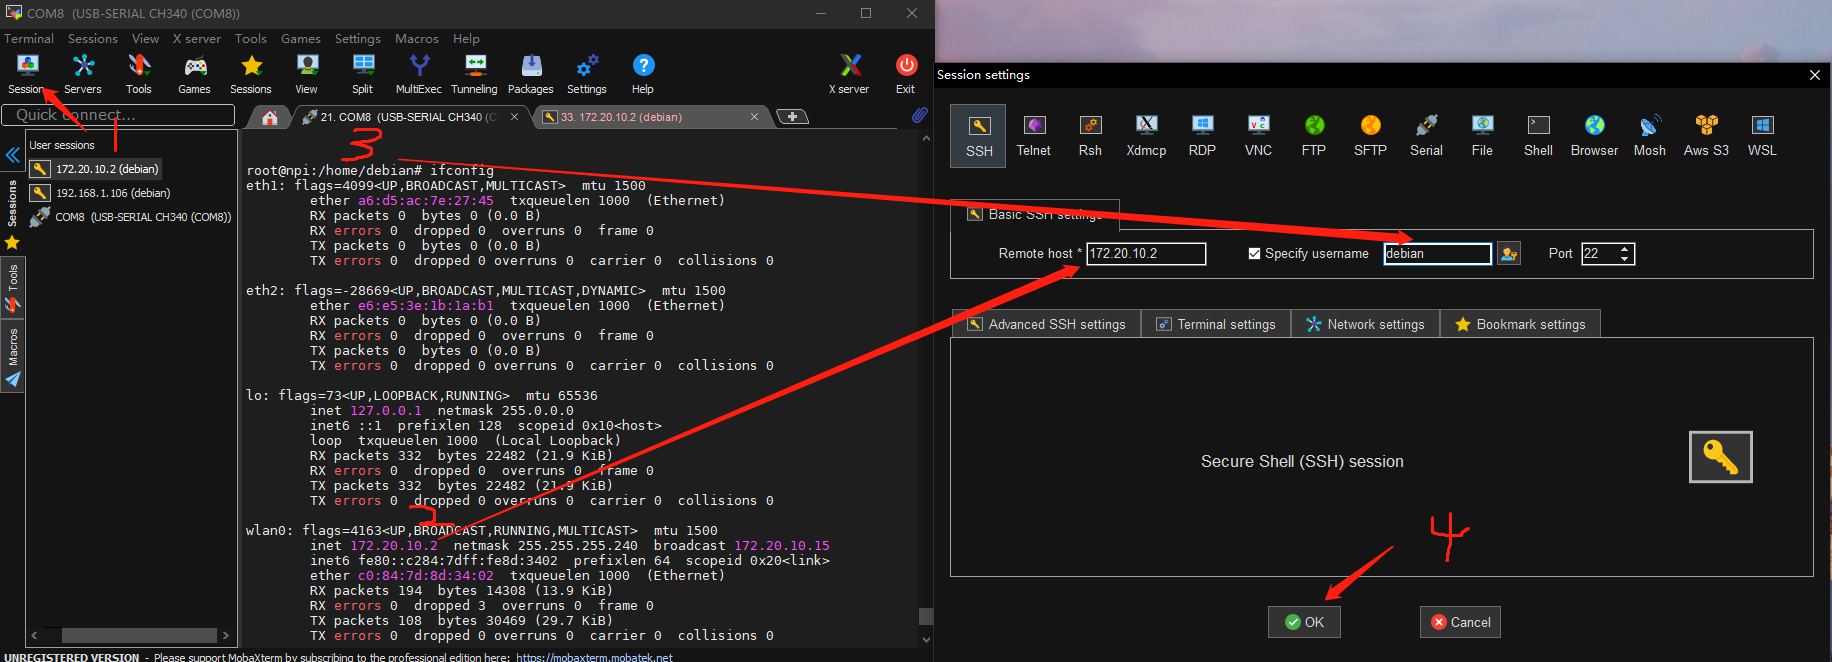 COM8  (USB-SERIAL CH340 (COM8))
Terminal Sessions View X server Tools Games Settings Macros Help
Session Servers Tools Games Sessions View Split MultiExec Tunneling Packages Settings Help X server Exit
Quick connect...
21. COM8  (USB-SERIAL CH340 (C
33. 172.20.10.2 (debian)
User sessions
172.20.10.2 (debian)
192.168.1.106 (debian)
COM8  (USB-SERIAL CH340 (COM8))
Sessions
Tools
Macros
1
3
root@npi:/home/debian# ifconfig
eth1: flags=4099<UP,BROADCAST,MULTICAST>  mtu 1500
ether a6:d5:ac:7e:27:45  txqueuelen 1000  (Ethernet)
RX packets 0  bytes 0 (0.0 B)
RX errors 0  dropped 0  overruns 0  frame 0
TX packets 0  bytes 0 (0.0 B)
TX errors 0  dropped 0 overruns 0  carrier 0  collisions 0
eth2: flags=-28669<UP,BROADCAST,MULTICAST,DYNAMIC>  mtu 1500
ether e6:e5:3e:1b:1a:b1  txqueuelen 1000  (Ethernet)
RX packets 0  bytes 0 (0.0 B)
RX errors 0  dropped 0  overruns 0  frame 0
TX packets 0  bytes 0 (0.0 B)
TX errors 0  dropped 0 overruns 0  carrier 0  collisions 0
lo: flags=73<UP,LOOPBACK,RUNNING>  mtu 65536
inet 127.0.0.1  netmask 255.0.0.0
inet6 ::1  prefixlen 128  scopeid 0x10<host>
loop  txqueuelen 1000  (Local Loopback)
RX packets 332  bytes 22482 (21.9 KiB)
RX errors 0  dropped 0  overruns 0  frame 0
TX packets 332  bytes 22482 (21.9 KiB)
TX errors 0  dropped 0 overruns 0  carrier 0  collisions 0
2
wlan0: flags=4163<UP,BROADCAST,RUNNING,MULTICAST>  mtu 1500
inet 172.20.10.2  netmask 255.255.255.240  broadcast 172.20.10.15
inet6 fe80::c284:7dff:fe8d:3402  prefixlen 64  scopeid 0x20<link>
ether c0:84:7d:8d:34:02  txqueuelen 1000  (Ethernet)
RX packets 194  bytes 14308 (13.9 KiB)
RX errors 0  dropped 3  overruns 0  frame 0
TX packets 108  bytes 30469 (29.7 KiB)
TX errors 0  dropped 0 overruns 0  carrier 0  collisions 0
UNREGISTERED VERSION  -  Please support MobaXterm by subscribing to the professional edition here:  https://mobaxterm.mobatek.net
Session settings
SSH Telnet Rsh Xdmcp RDP VNC FTP SFTP Serial File Shell Browser Mosh Aws S3 WSL
Basic SSH settings
Remote host * 172.20.10.2 Specify username debian Port 22
Advanced SSH settings Terminal settings Network settings Bookmark settings
Secure Shell (SSH) session
4
OK Cancel